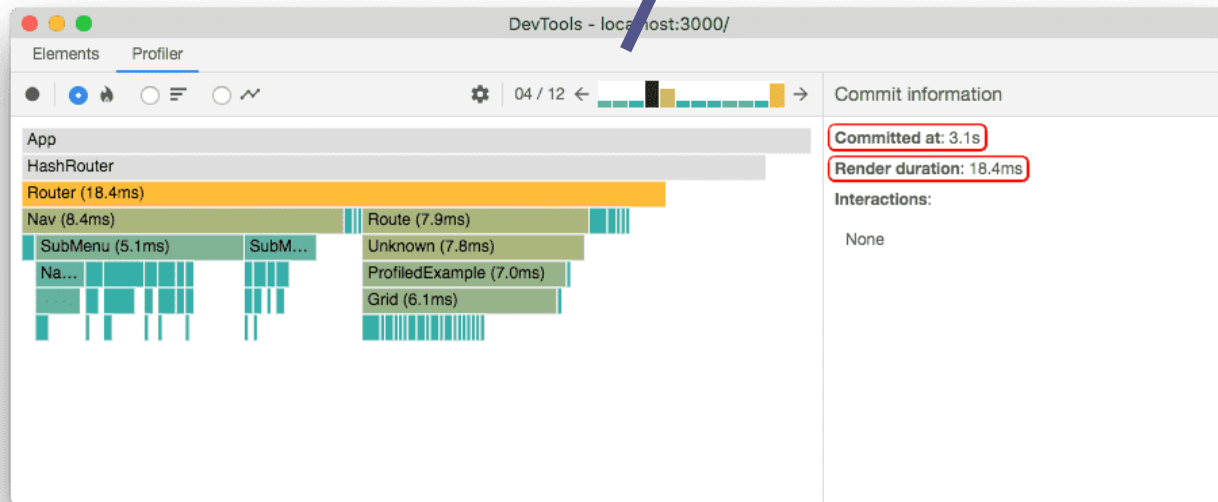 DevTools - localhost:3000/
Elements Profiler
04 / 12
Commit information
App
HashRouter
Router (18.4ms)
Nav (8.4ms) Route (7.9ms)
SubMenu (5.1ms) SubM... Unknown (7.8ms)
Na... ProfiledExample (7.0ms)
Grid (6.1ms)
Committed at: 3.1s
Render duration: 18.4ms
Interactions:
None